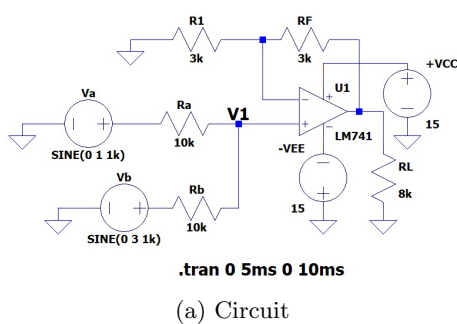 R1
RF
3k
3k
+VCC
U1
Va
Ra
V1
LM741
15
SINE(0 1 1k)
10k
-VEE
Vb
Rb
RL
15
8k
SINE(0 3 1k)
10k
.tran 0 5ms 0 10ms
(a) Circuit